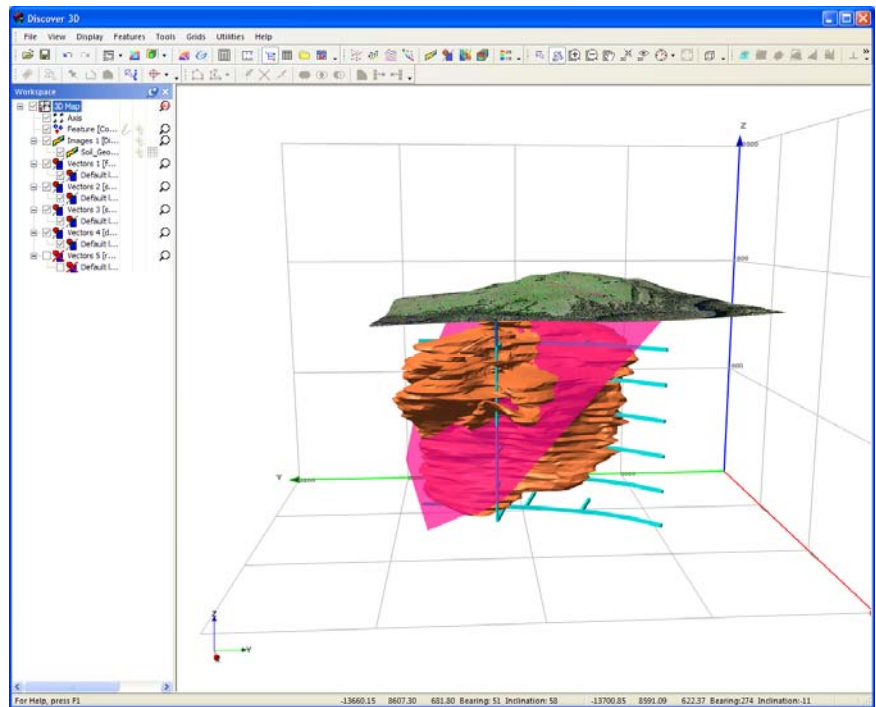 Discover 3D
File View Display Features Tools Grids Utilities Help
Workspace
3D Map
Axis
Feature [Co...
Images 1 [Di...
Soil_Geo...
Vectors 1 [f...
Default l...
Vectors 2 [s...
Default l...
Vectors 3 [s...
Default l...
Vectors 4 [d...
Default l...
Vectors 5 [r...
Default l...
Z
Y
Z
Y
For Help, press F1
-13660.15 8607.30 681.80 Bearing: 51 Inclination: 58 -13700.85 8591.09 622.37 Bearing:274 Inclination:-11